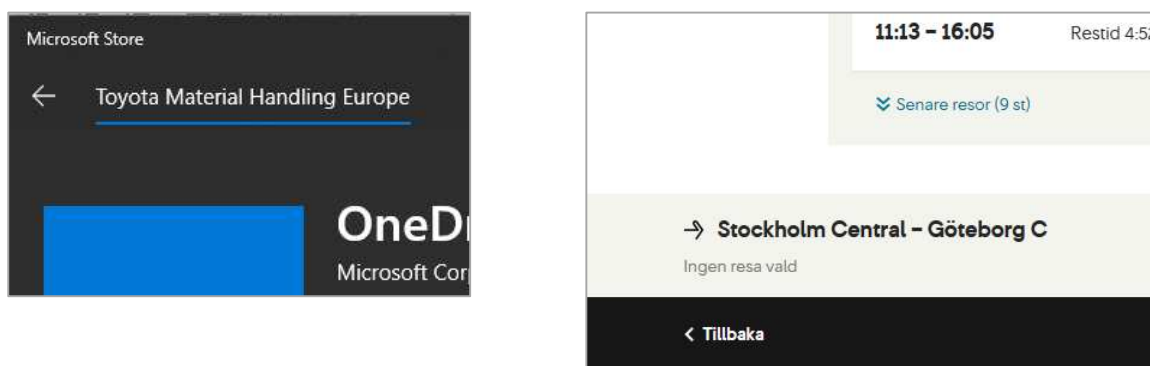 Microsoft Store
Toyota Material Handling Europe
OneDr
Microsoft Cor
11:13 – 16:05 Restid 4:52
Senare resor (9 st)
Stockholm Central – Göteborg C
Ingen resa vald
Tillbaka